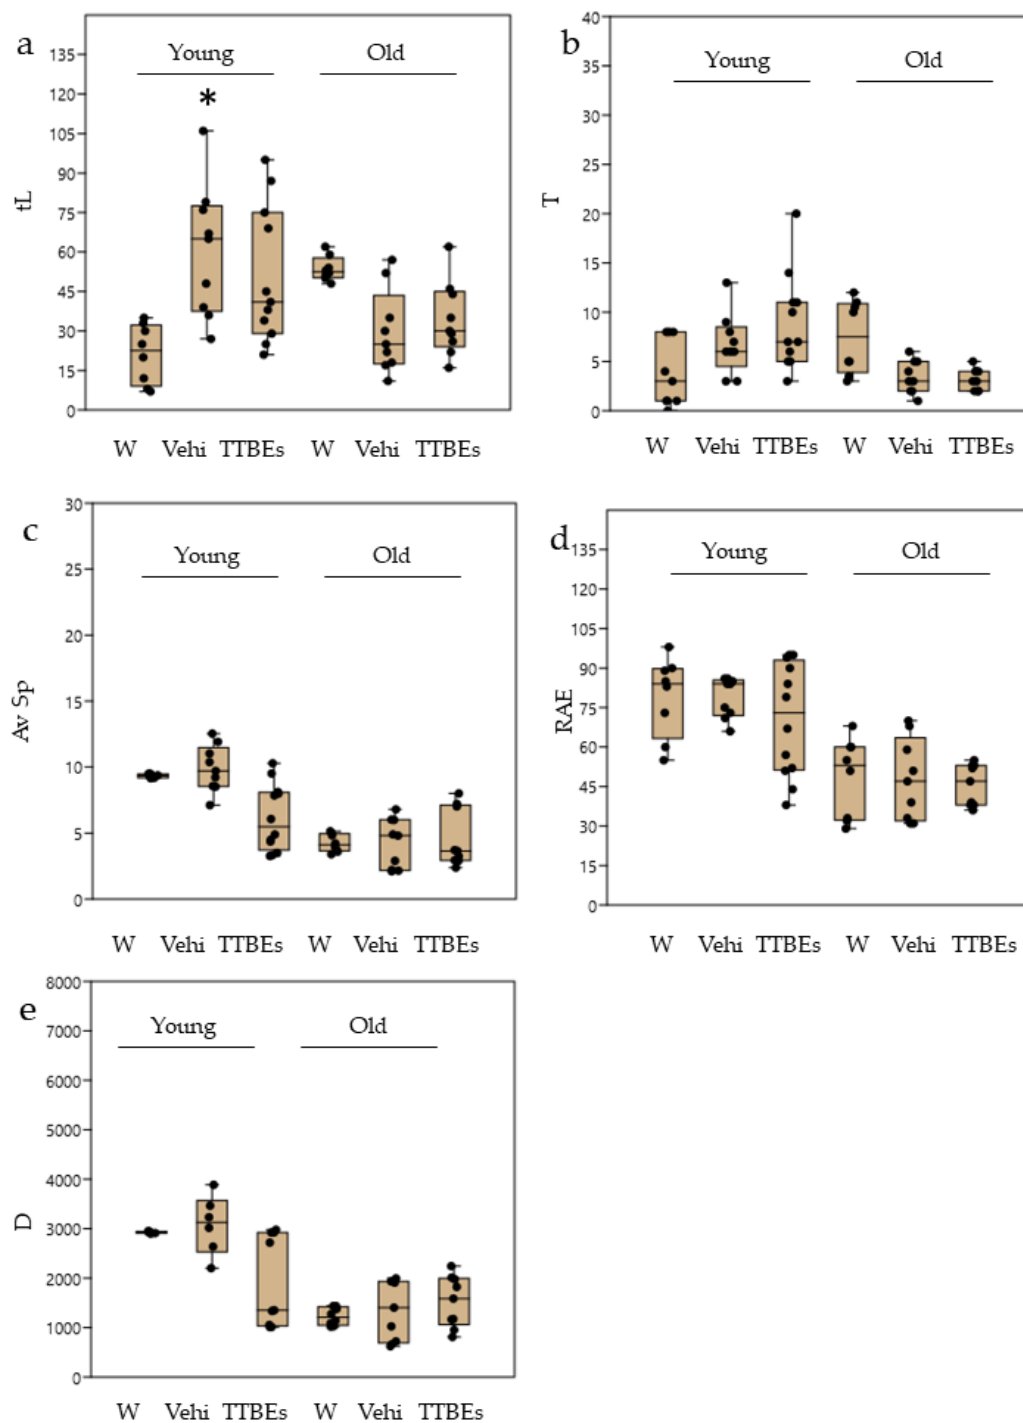 a
Young
Old
*
tL
135
120
105
90
75
60
45
30
15
0
W Vehi TTBEs W Vehi TTBEs
b
Young
Old
T
40
35
30
25
20
15
10
5
0
W Vehi TTBEs W Vehi TTBEs
c
Young
Old
Av Sp
30
25
20
15
10
5
0
W Vehi TTBEs W Vehi TTBEs
d
Young
Old
RAE
135
120
105
90
75
60
45
30
15
0
W Vehi TTBEs W Vehi TTBEs
e
Young
Old
D
8000
7000
6000
5000
4000
3000
2000
1000
0
W Vehi TTBEs W Vehi TTBEs